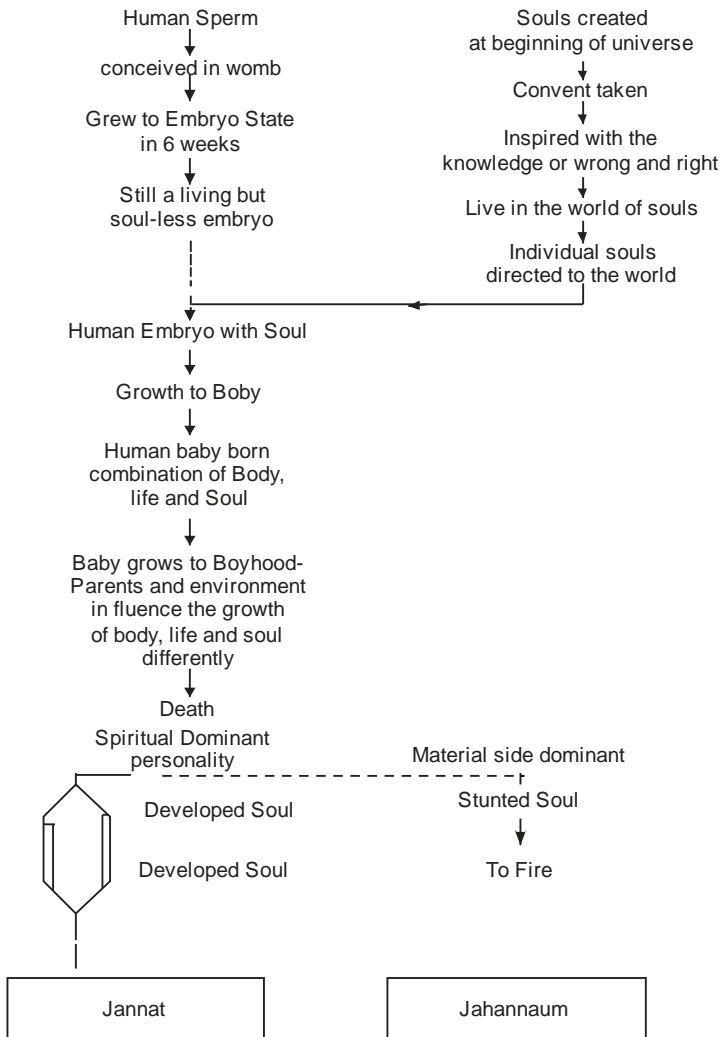 Human Sperm
conceived in womb
Grew to Embryo State
in 6 weeks
Still a living but
soul-less embryo
Souls created
at beginning of universe
Convent taken
Inspired with the
knowledge or wrong and right
Live in the world of souls
Individual souls
directed to the world
Human Embryo with Soul
Growth to Boby
Human baby born
combination of Body,
life and Soul
Baby grows to Boyhood-
Parents and environment
in fluence the growth
of body, life and soul
differently
Death
Spiritual Dominant
personality
Material side dominant
Developed Soul
Stunted Soul
Developed Soul
To Fire
Jannat
Jahannaum